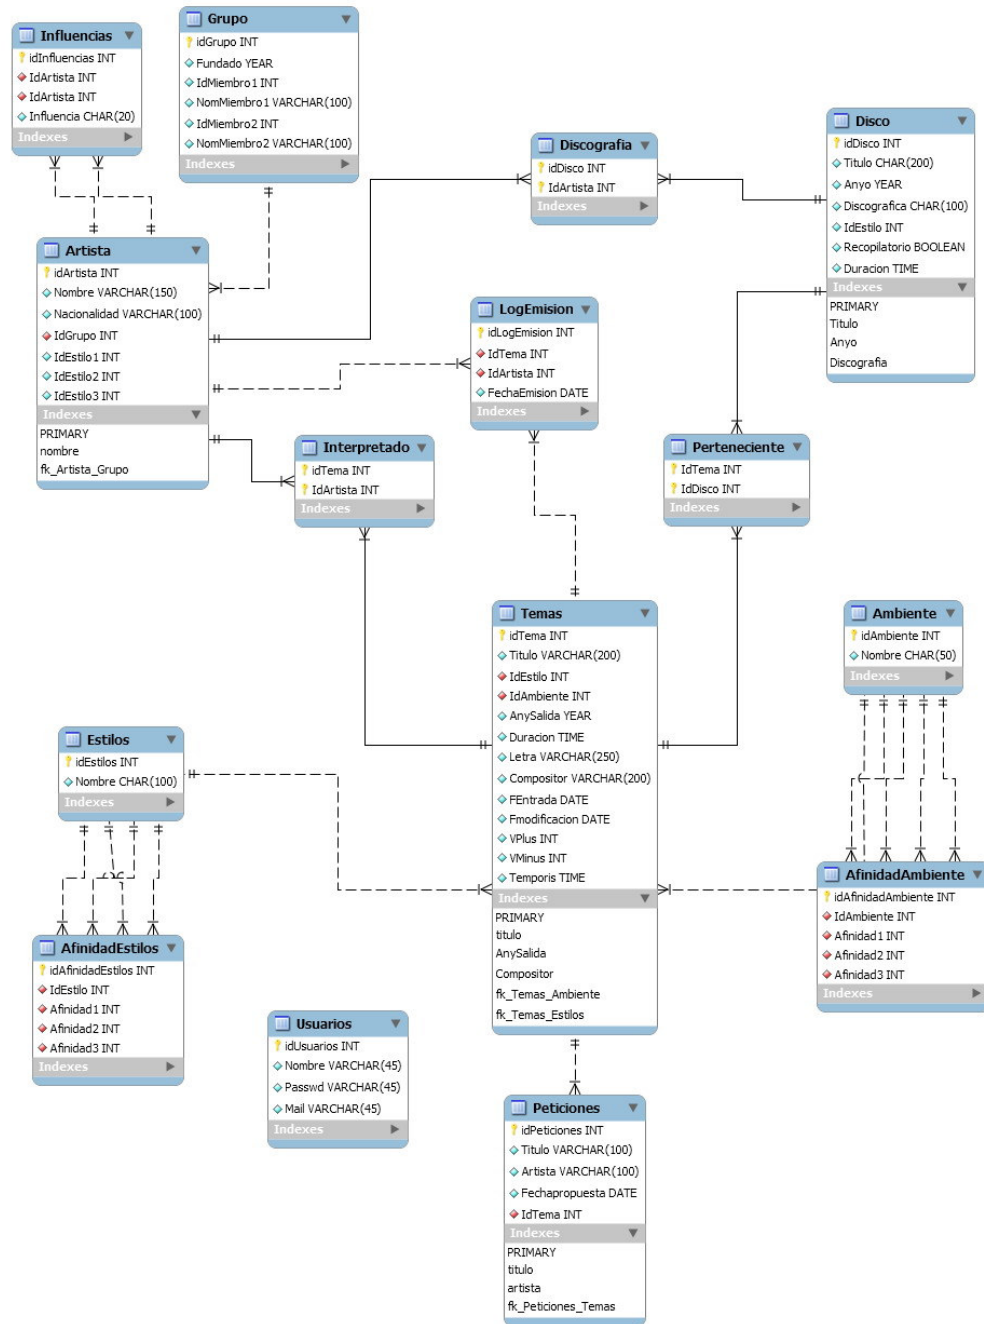 Influencias
idInfluencias INT
IdArtista INT
IdArtista INT
Influencia CHAR(20)
Indexes
Grupo
idGrupo INT
Fundado YEAR
IdMiembro1 INT
NomMiembro1 VARCHAR(100)
IdMiembro2 INT
NomMiembro2 VARCHAR(100)
Indexes
Discografia
idDisco INT
IdArtista INT
Indexes
Disco
idDisco INT
Titulo CHAR(200)
Anyo YEAR
Discografica CHAR(100)
IdEstilo INT
Recopilatorio BOOLEAN
Duracion TIME
Indexes
PRIMARY
Titulo
Anyo
Discografia
Artista
idArtista INT
Nombre VARCHAR(150)
Nacionalidad VARCHAR(100)
IdGrupo INT
IdEstilo1 INT
IdEstilo2 INT
IdEstilo3 INT
Indexes
PRIMARY
nombre
fk_Artista_Grupo
LogEmision
idLogEmision INT
IdTema INT
IdArtista INT
FechaEmision DATE
Indexes
Interpretado
idTema INT
IdArtista INT
Indexes
Perteneciente
IdTema INT
IdDisco INT
Indexes
Temas
idTema INT
Titulo VARCHAR(200)
IdEstilo INT
IdAmbiente INT
AnySalida YEAR
Duracion TIME
Letra VARCHAR(250)
Compositor VARCHAR(200)
FEntrada DATE
Fmodificacion DATE
VPlus INT
VMinus INT
Temporis TIME
Indexes
PRIMARY
titulo
AnySalida
Compositor
fk_Temas_Ambiente
fk_Temas_Estilos
Ambiente
idAmbiente INT
Nombre CHAR(50)
Indexes
Estilos
idEstilos INT
Nombre CHAR(100)
Indexes
AfinidadAmbiente
idAfinidadAmbiente INT
IdAmbiente INT
Afinidad1 INT
Afinidad2 INT
Afinidad3 INT
Indexes
AfinidadEstilos
idAfinidadEstilos INT
IdEstilo INT
Afinidad1 INT
Afinidad2 INT
Afinidad3 INT
Indexes
Usuarios
idUsuarios INT
Nombre VARCHAR(45)
Passwd VARCHAR(45)
Mail VARCHAR(45)
Indexes
Peticiones
idPeticiones INT
Titulo VARCHAR(100)
Artista VARCHAR(100)
Fechapropuesta DATE
IdTema INT
Indexes
PRIMARY
titulo
artista
fk_Peticiones_Temas